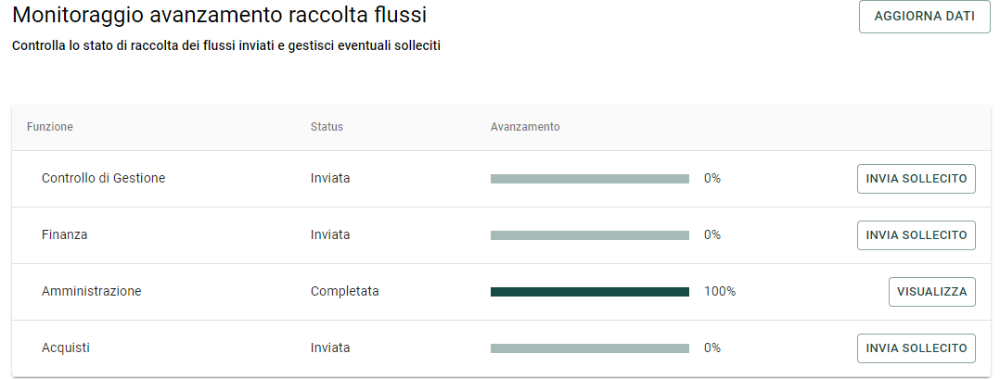 Monitoraggio avanzamento raccolta flussi
AGGIORNA DATI
Controlla lo stato di raccolta dei flussi inviati e gestisci eventuali solleciti
Funzione Status Avanzamento
Controllo di Gestione Inviata 0% INVIA SOLLECITO
Finanza Inviata 0% INVIA SOLLECITO
Amministrazione Completata 100% VISUALIZZA
Acquisti Inviata 0% INVIA SOLLECITO